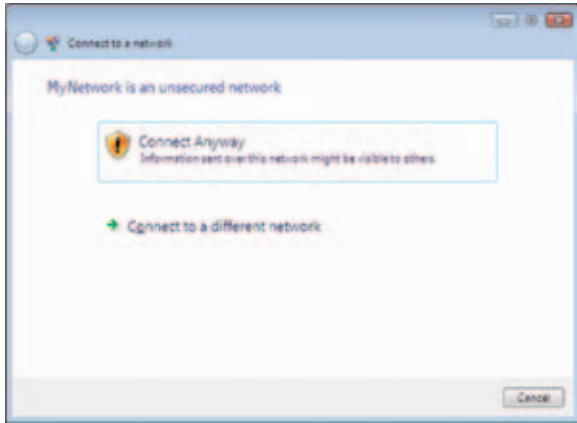 Connect to a network
MyNetwork is an unsecured network
Connect Anyway
Information sent over this network might be visible to others.
Connect to a different network
Cancel